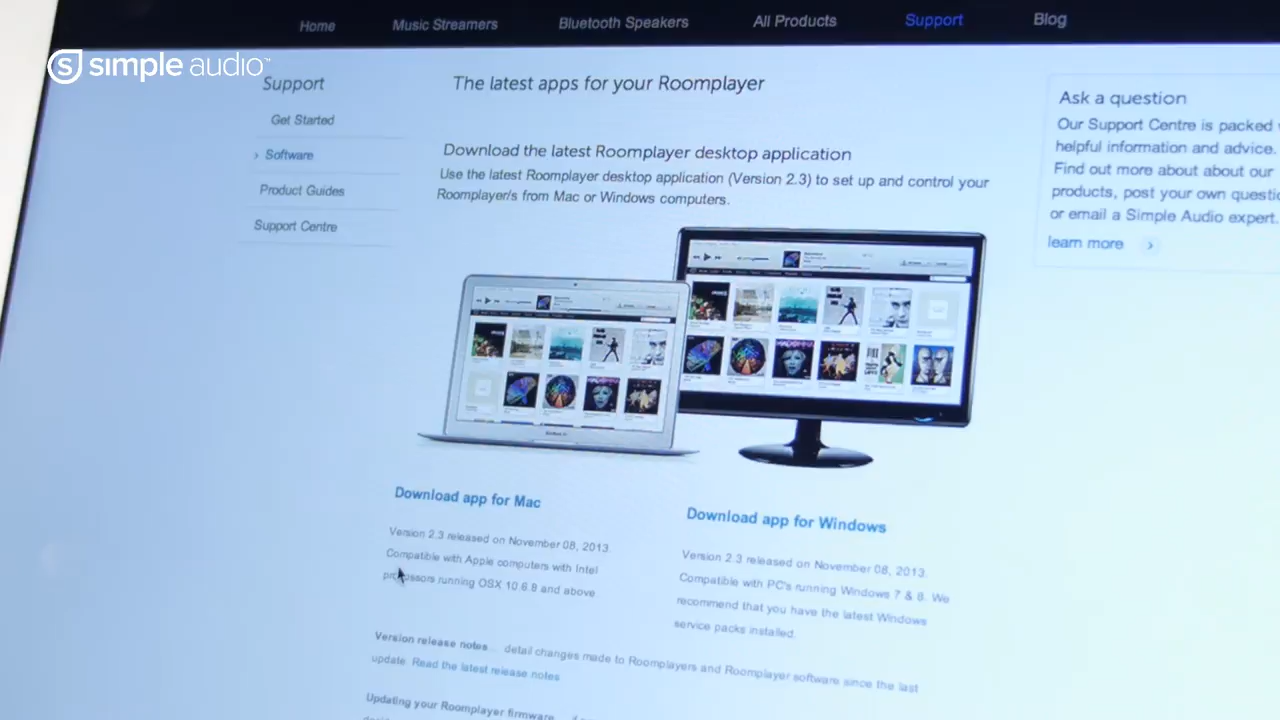 Home Music Streamers Bluetooth Speakers All Products Support Blog
simple audio™
Support
Get Started
› Software
Product Guides
Support Centre
The latest apps for your Roomplayer
Download the latest Roomplayer desktop application
Use the latest Roomplayer desktop application (Version 2.3) to set up and control your
Roomplayer/s from Mac or Windows computers.
Ask a question
Our Support Centre is packed
helpful information and advice.
Find out more about about our
products, post your own
or email a Simple Audio expert.
learn more ›
Download app for Mac
Version 2.3 released on November 08, 2013.
Compatible with Apple computers with Intel
processors running OSX 10.6.8 and above
Download app for Windows
Version 2.3 released on November 08, 2013.
Compatible with PC's running Windows 7 & 8. We
recommend that you have the latest Windows
service packs installed.
Version release notes... detail changes made to Roomplayers and Roomplayer software since the last
update. Read the latest release notes
Updating your Roomplayer firmware...